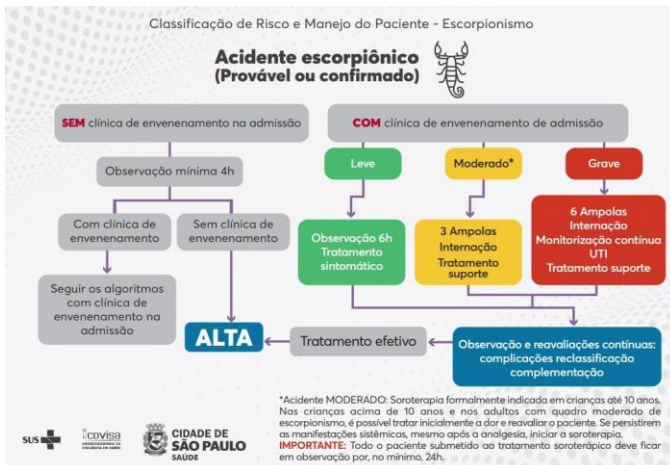 Classificação de Risco e Manejo do Paciente - Escorpionismo
Acidente escorpiônico
(Provável ou confirmado)
SEM clínica de envenenamento na admissão
COM clínica de envenenamento de admissão
Observação mínima 4h
Com clínica de
envenenamento
Sem clínica de
envenenamento
Seguir os algoritmos
com clínica de
envenenamento na
admissão
Leve
Moderado*
Grave
Observação 6h
Tratamento
sintomático
3 Ampolas
Internação
Tratamento
suporte
6 Ampolas
Internação
Monitorização contínua
UTI
Tratamento suporte
ALTA
Tratamento efetivo
Observação e reavaliações contínuas:
complicações reclassificação
complementação
*Acidente MODERADO: Soroterapia formalmente indicada em crianças até 10 anos.
Nas crianças acima de 10 anos e nos adultos com quadro moderado de
escorpionismo, é possível tratar inicialmente a dor e reavaliar o paciente. Se persistirem
as manifestações sistêmicas, mesmo após a analgesia, iniciar a soroterapia.
IMPORTANTE: Todo o paciente submetido ao tratamento soroterápico deve ficar
em observação por, no mínimo, 24h.
SUS
covisa
CIDADE DE
SÃO PAULO
SAÚDE